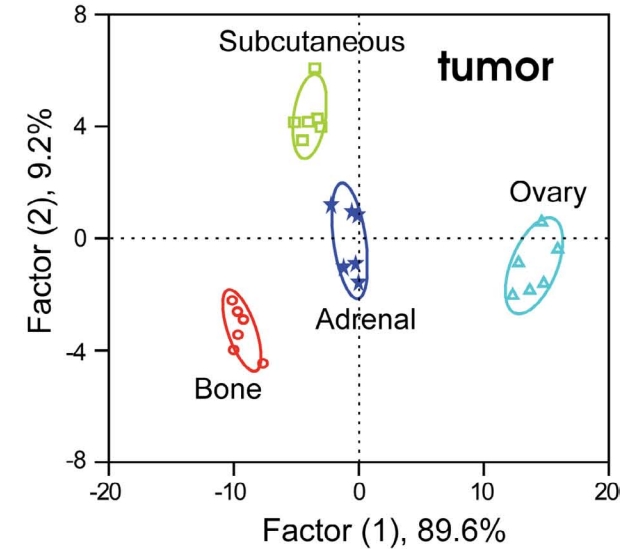 8
Subcutaneous
tumor
4
Ovary
0
Adrenal
-4
Bone
-8
-20
-10
0
10
20
Factor (2), 9.2%
Factor (1), 89.6%